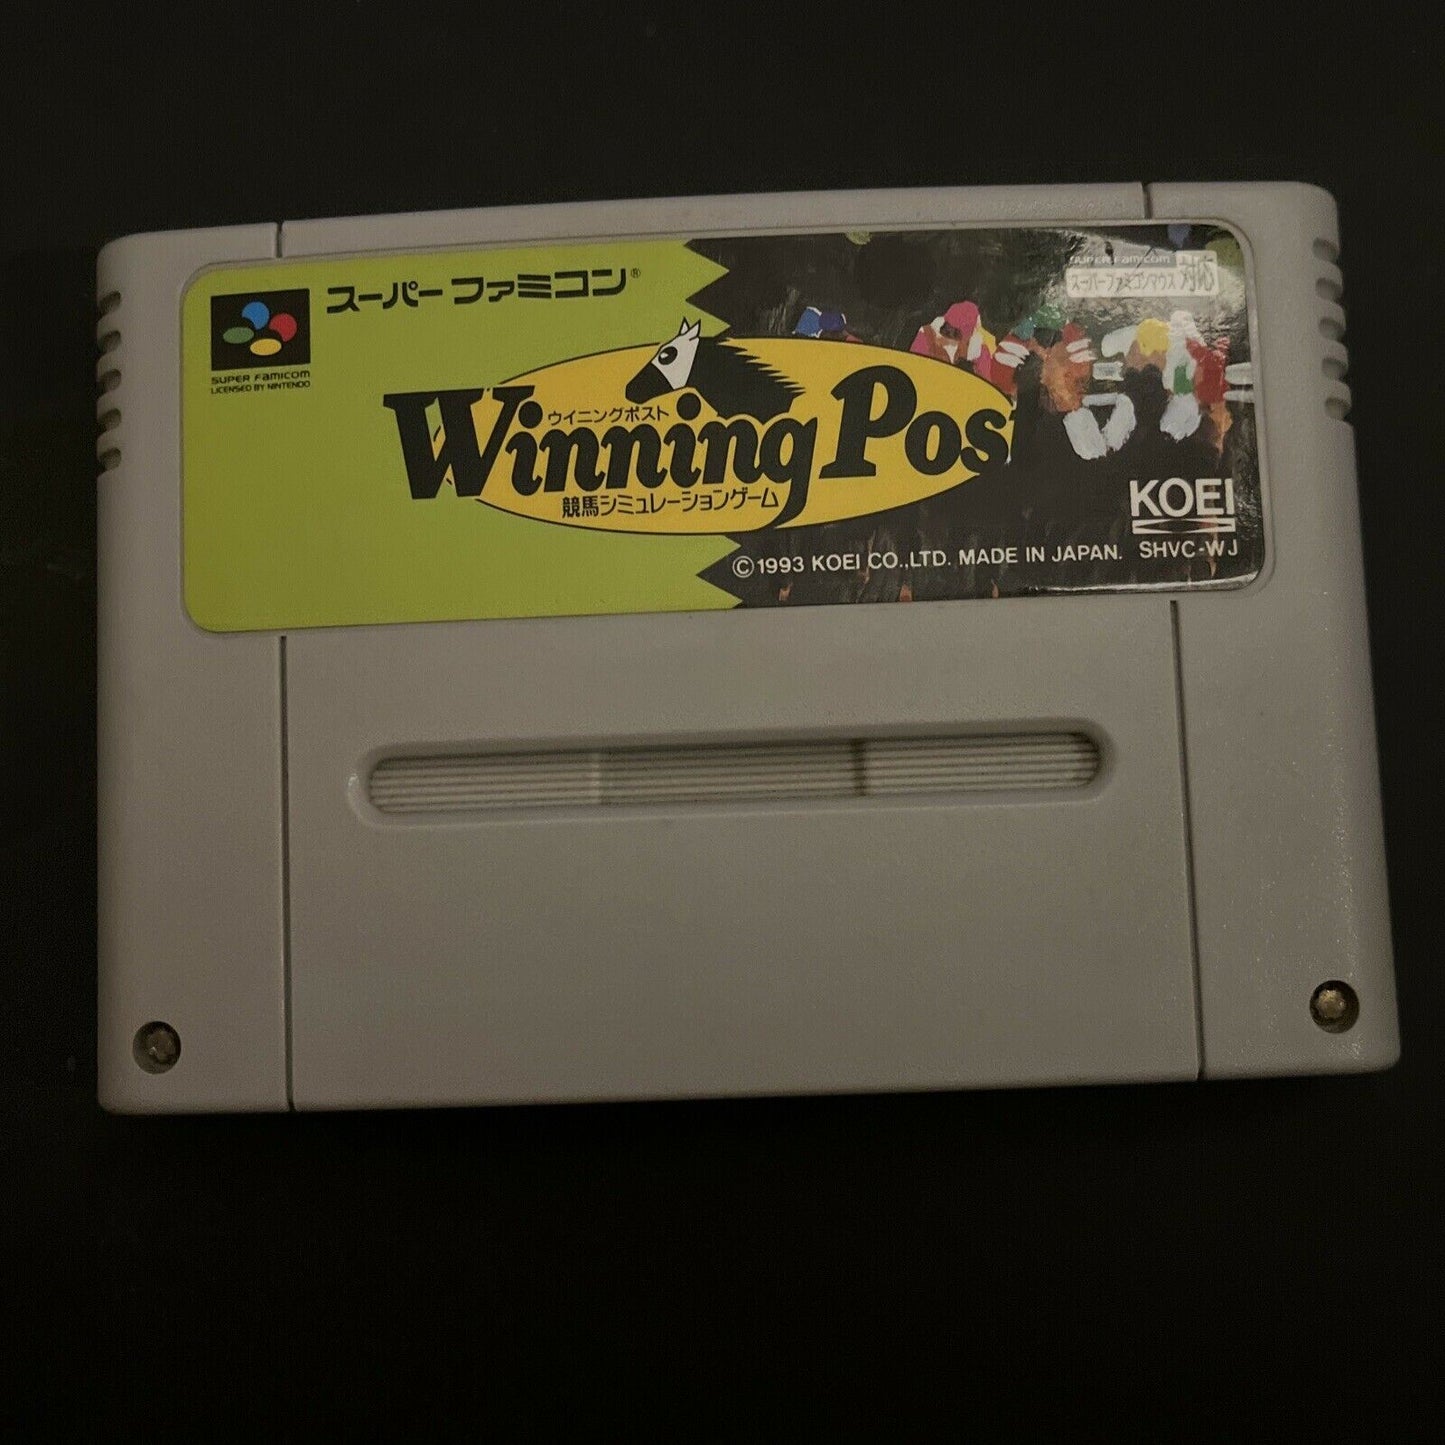 スーパーファミコン®
SUPER FAMICOM
スーパーファミコンマウス 対応
SUPER FAMICOM
LICENSED BY NINTENDO
ウイニングポスト
Winning Post
競馬シミュレーションゲーム
KOEI
©1993 KOEI CO.,LTD. MADE IN JAPAN. SHVC-WJ